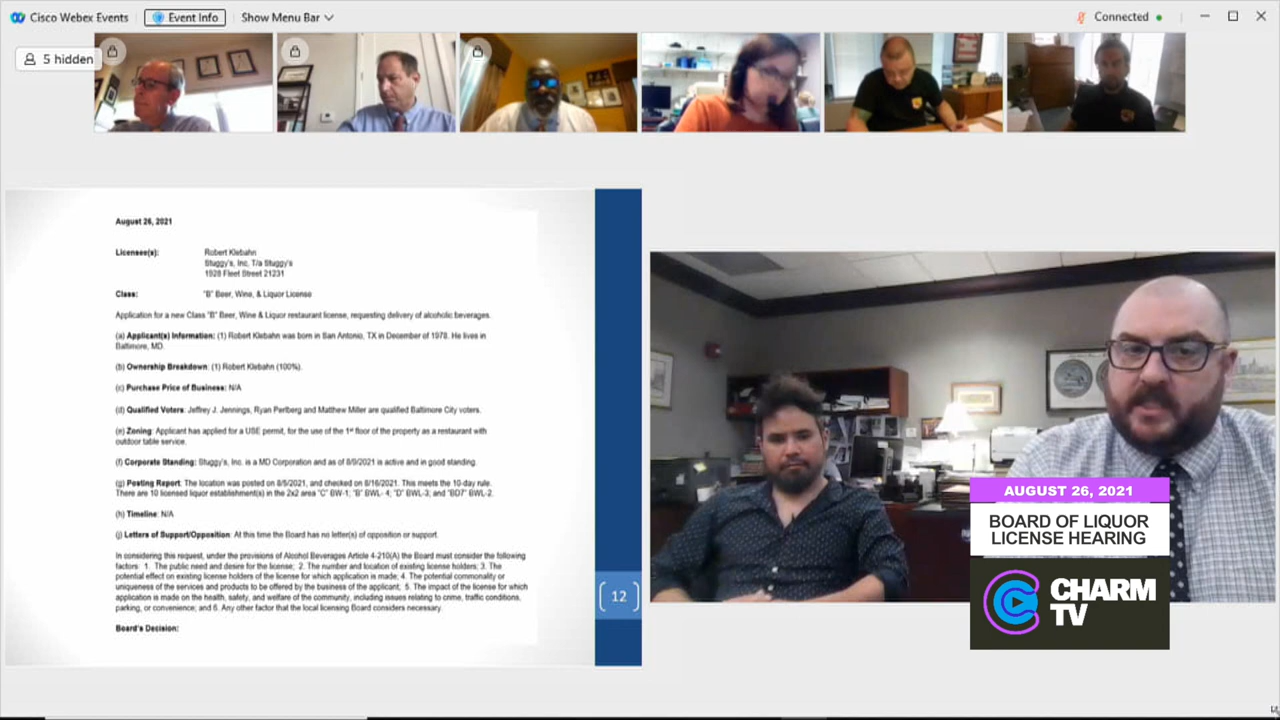 Cisco Webex Events
Event Info
Show Menu Bar
Connected
5 hidden
August 26, 2021
Licensee(s): Robert Klebahn
Stuggy's, Inc. T/a Stuggy's
1928 Fleet Street 21231
Class: "B" Beer, Wine, & Liquor License
Application for a new Class "B" Beer, Wine & Liquor restaurant license, requesting delivery of alcoholic beverages.
(a) Applicant(s) Information: (1) Robert Klebahn was born in San Antonio, TX in December of 1978. He lives in
Baltimore, MD.
(b) Ownership Breakdown: (1) Robert Klebahn (100%).
(c) Purchase Price of Business: N/A
(d) Qualified Voters: Jeffrey J. Jennings, Ryan Perlberg and Matthew Miller are qualified Baltimore City voters.
(e) Zoning: Applicant has applied for a USE permit, for the use of the 1st floor of the property as a restaurant with
outdoor table service.
(f) Corporate Standing: Stuggy's, Inc. is a MD Corporation and as of 8/9/2021 is active and in good standing.
(g) Posting Report: The location was posted on 8/5/2021, and checked on 8/16/2021. This meets the 10-day rule.
There are 10 licensed liquor establishment(s) in the 2x2 area "C" BW-1; "B" BWL- 4; "D" BWL-3; and "BD7" BWL-2.
(h) Timeline: N/A
(j) Letters of Support/Opposition: At this time the Board has no letter(s) of opposition or support.
In considering this request, under the provisions of Alcohol Beverages Article 4-210(A) the Board must consider the following
factors: 1. The public need and desire for the license; 2. The number and location of existing license holders; 3. The
potential effect on existing license holders of the license for which application is made; 4. The potential commonality or
uniqueness of the services and products to be offered by the business of the applicant; 5. The impact of the license for which
application is made on the health, safety, and welfare of the community, including issues relating to crime, traffic conditions,
parking, or convenience; and 6. Any other factor that the local licensing Board considers necessary.
Board's Decision:
12
AUGUST 26, 2021
BOARD OF LIQUOR
LICENSE HEARING
CHARM
TV